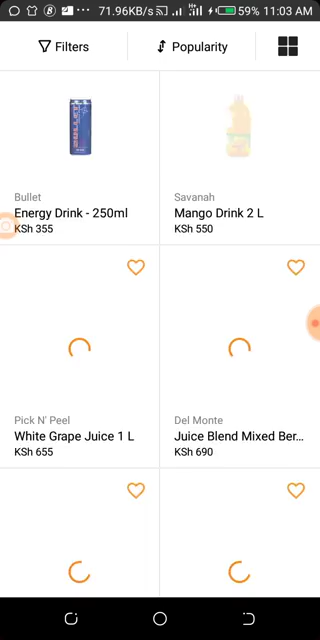 71.96KB/s 59% 11:03 AM
Filters
Popularity
Bullet
Energy Drink - 250ml
KSh 355
Savanah
Mango Drink 2 L
KSh 550
Pick N' Peel
White Grape Juice 1 L
KSh 655
Del Monte
Juice Blend Mixed Ber...
KSh 690